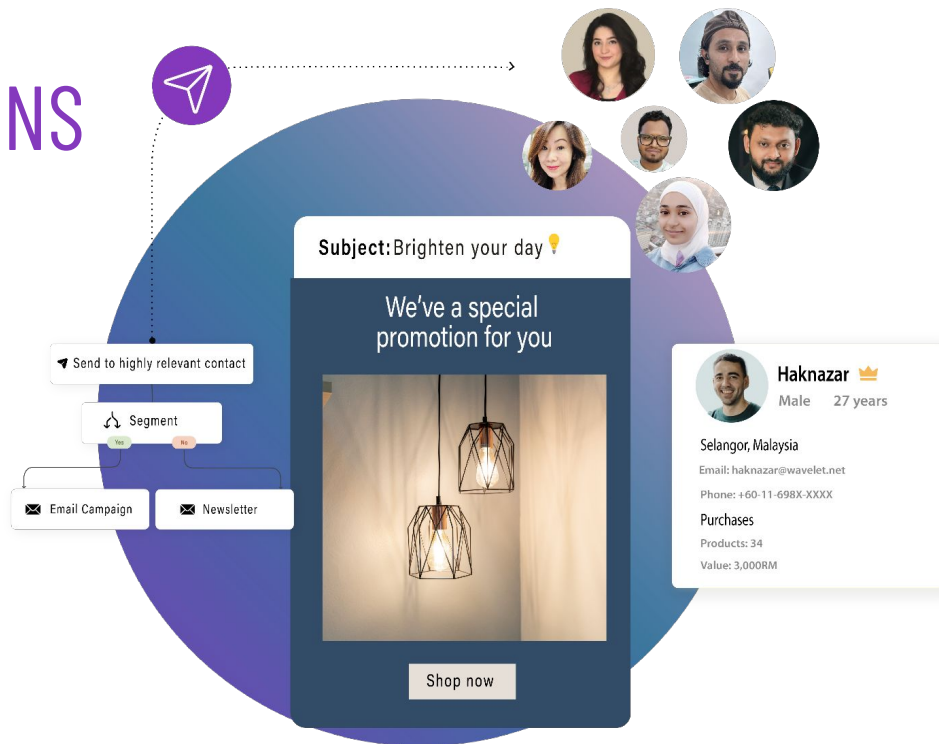 NS
Subject: Brighten your day
We've a special
promotion for you
Shop now
Send to highly relevant contact
Segment
Yes
No
Email Campaign
Newsletter
Haknazar
Male 27 years
Selangor, Malaysia
Email: haknazar@wavelet.net
Phone: +60-11-698X-XXXX
Purchases
Products: 34
Value: 3,000RM